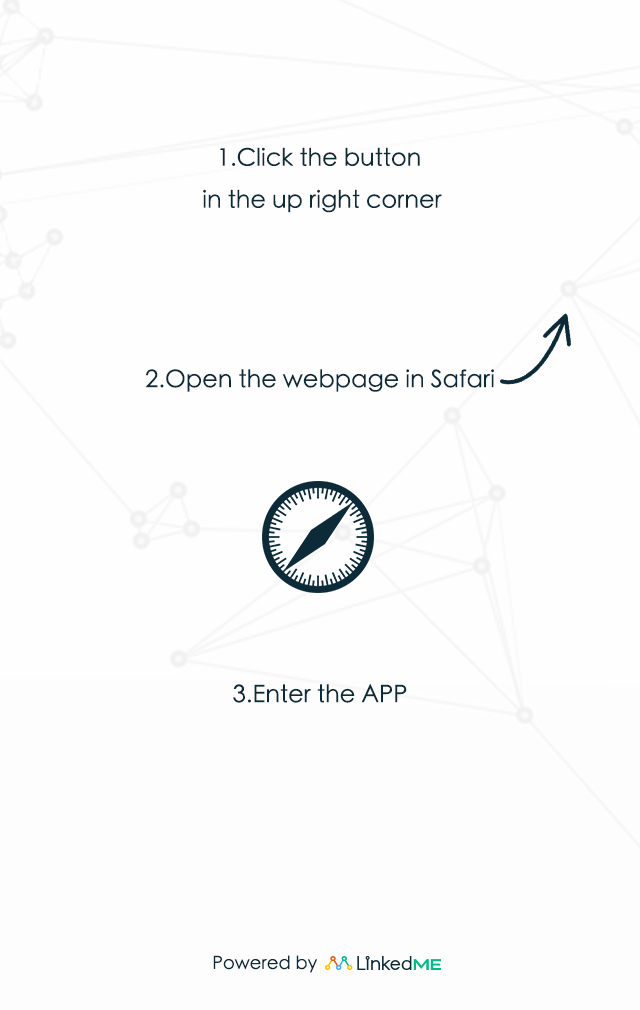 1.Click the button
in the up right corner
2.Open the webpage in Safari
3.Enter the APP
Powered by LinkedME